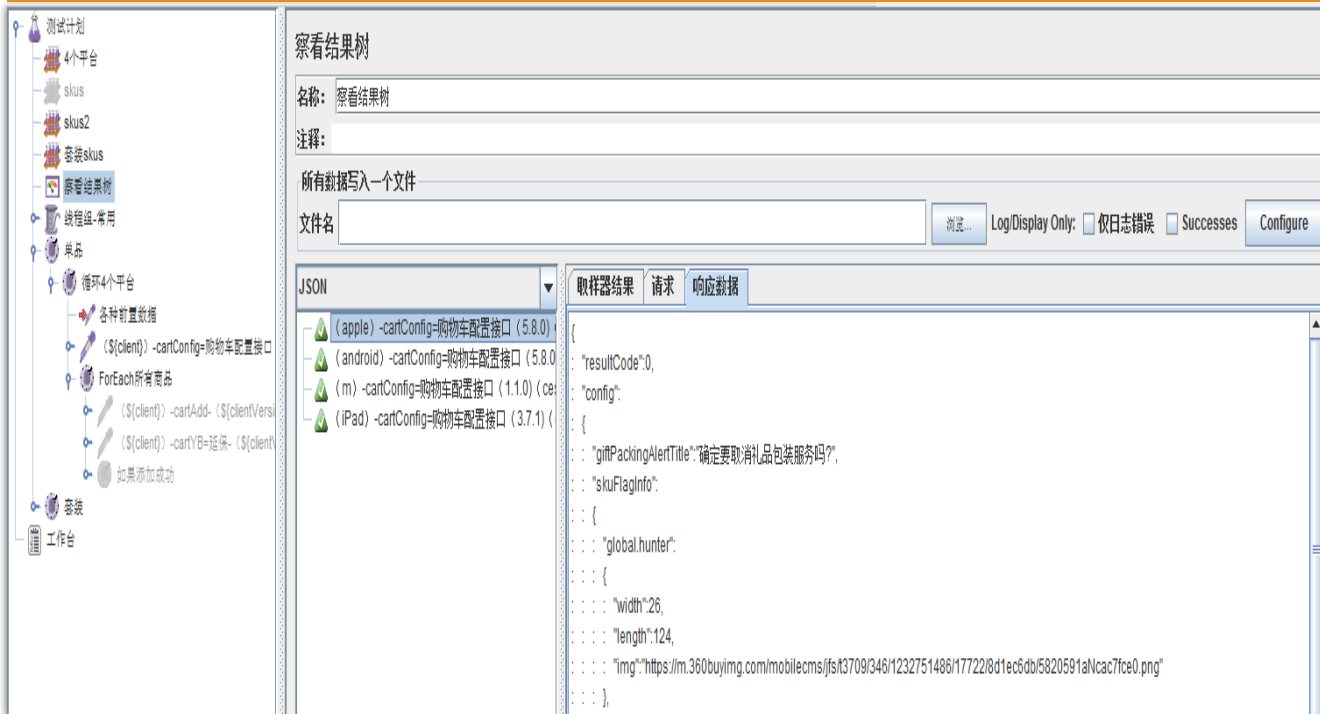 测试计划
4个平台
skus
skus2
套装skus
察看结果树
线程组-常用
单品
循环4个平台
各种前置数据
（${client}）-cartConfig=购物车配置接口
ForEach所有商品
（${client}）-cartAdd-（${clientVersi
（${client}）-cartYB=延保-（${clientV
如果添加成功
套装
工作台
察看结果树
名称： 察看结果树
注释：
所有数据写入一个文件
文件名 浏览... Log/Display Only: 仅日志错误 Successes Configure
JSON
（apple）-cartConfig=购物车配置接口（5.8.0）
（android）-cartConfig=购物车配置接口（5.8.0
（m）-cartConfig=购物车配置接口（1.1.0）（ces
（iPad）-cartConfig=购物车配置接口（3.7.1）（
取样器结果 请求 响应数据
{
: "resultCode":0,
: "config":
: {
: : "giftPackingAlertTitle":"确定要取消礼品包装服务吗?",
: : "skuFlagInfo":
: : {
: : : "global.hunter":
: : : {
: : : : "width":26,
: : : : "length":124,
: : : : "img":"https://m.360buyimg.com/mobilecms/jfs/t3709/346/1232751486/17722/8d1ec6db/5820591aNcac7fce0.png"
: : : },